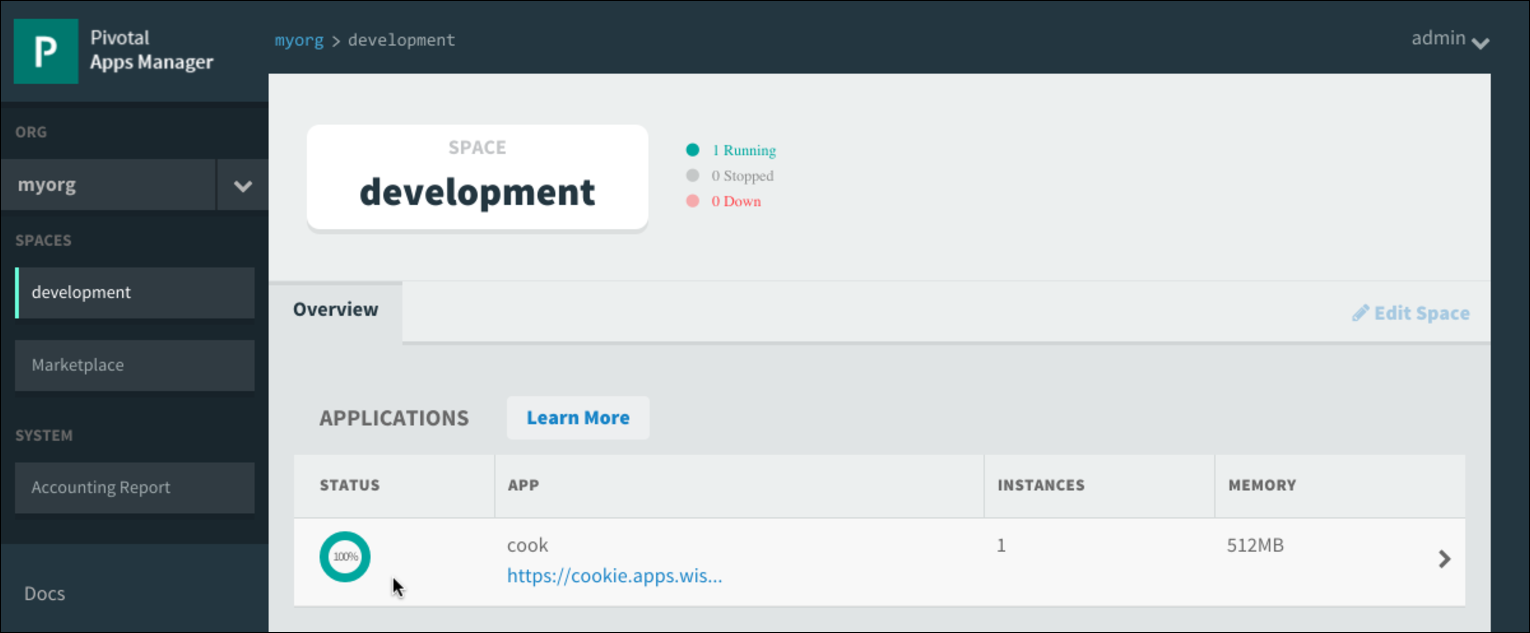 P
Pivotal
Apps Manager
myorg > development
admin
ORG
myorg
SPACES
development
Marketplace
SYSTEM
Accounting Report
Docs
SPACE
development
1 Running
0 Stopped
0 Down
Overview
Edit Space
APPLICATIONS
Learn More
STATUS APP INSTANCES MEMORY
100% cook 1 512MB
https://cookie.apps.wis...